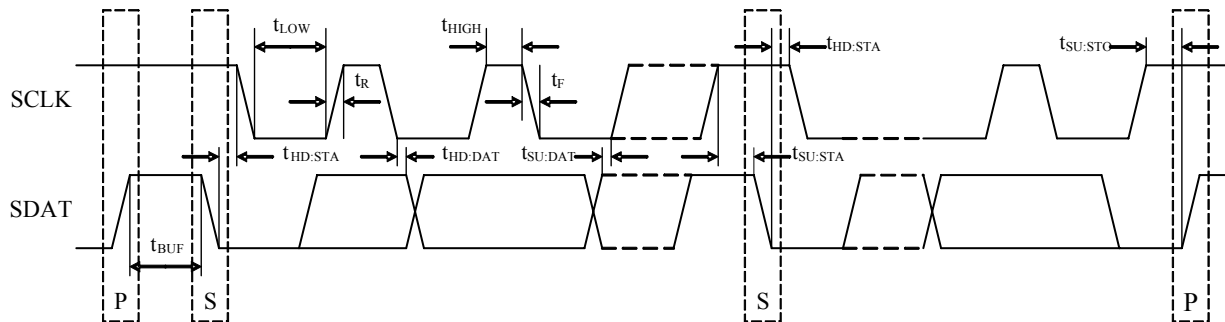 tLOW
tHIGH
tHD:STA
tSU:STO
SCLK
tR
tF
tHD:STA
tHD:DAT
tSU:DAT
tSU:STA
SDAT
tBUF
P
S
S
P